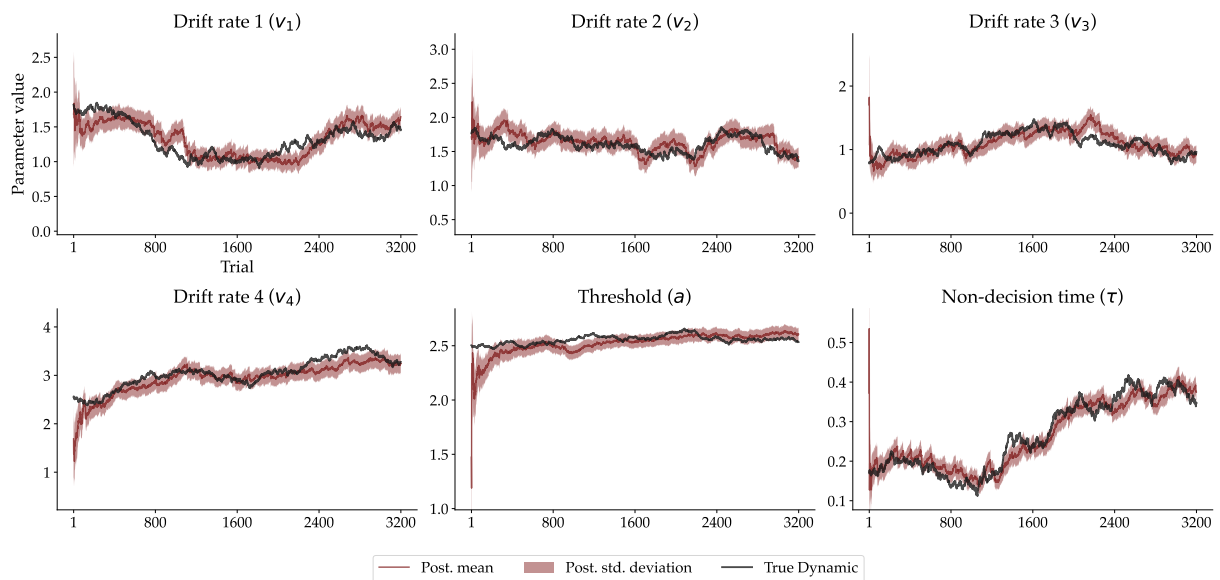 Drift rate 1 (v₁)
Drift rate 2 (v₂)
Drift rate 3 (v₃)
Parameter value
2.5
2.0
1.5
1.0
0.5
0.0
1 800 1600 2400 3200
Trial
3.0
2.5
2.0
1.5
1.0
0.5
1 800 1600 2400 3200
2
1
0
1 800 1600 2400 3200
Drift rate 4 (v₄)
Threshold (a)
Non-decision time (τ)
4
3
2
1
1 800 1600 2400 3200
2.5
2.0
1.5
1.0
1 800 1600 2400 3200
0.5
0.4
0.3
0.2
0.1
1 800 1600 2400 3200
Post. mean Post. std. deviation True Dynamic